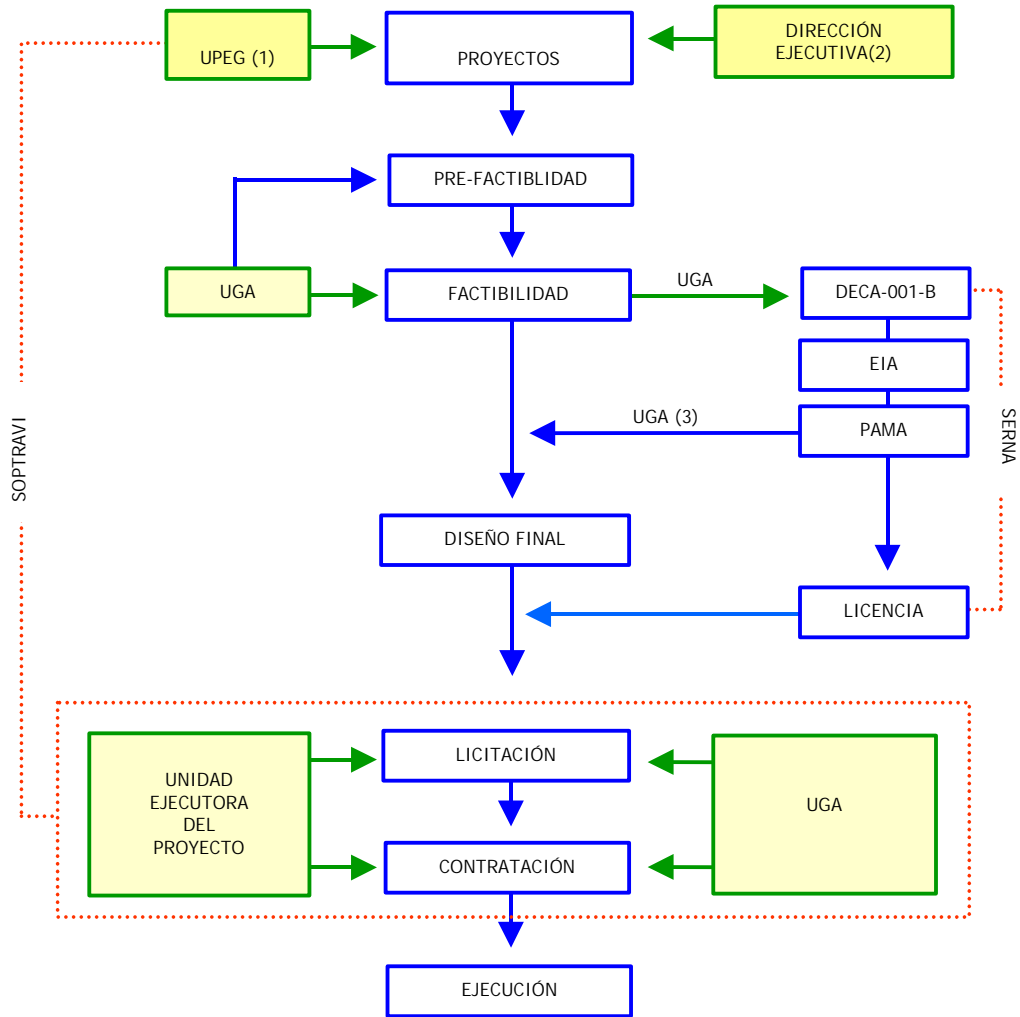 UPEG (1)
PROYECTOS
DIRECCIÓN
EJECUTIVA(2)
PRE-FACTIBLIDAD
UGA
FACTIBILIDAD
UGA
DECA-001-B
EIA
UGA (3)
PAMA
SOPTRAVI
SERNA
DISEÑO FINAL
LICENCIA
LICITACIÓN
UNIDAD
EJECUTORA
DEL
PROYECTO
UGA
CONTRATACIÓN
EJECUCIÓN